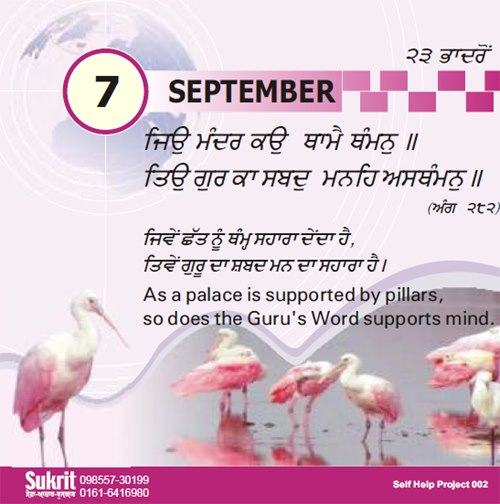 ੨੩ ਭਾਦਰੋਂ
7 SEPTEMBER
ਜਿਉ ਮੰਦਰ ਕਉ ਥਾਮੈ ਥੰਮਨੁ ॥
ਤਿਉ ਗੁਰ ਕਾ ਸਬਦੁ ਮਨਹਿ ਅਸਥੰਮਨੁ ॥
(ਅੰਗ ੨੮੨)
ਜਿਵੇਂ ਛੱਤ ਨੂੰ ਥੰਮ੍ਹ ਸਹਾਰਾ ਦੇਂਦਾ ਹੈ,
ਤਿਵੇਂ ਗੁਰੂ ਦਾ ਸ਼ਬਦ ਮਨ ਦਾ ਸਹਾਰਾ ਹੈ।
As a palace is supported by pillars,
so does the Guru's Word supports mind.
Sukrit 098557-30199
0161-6416980
Self Help Project 002